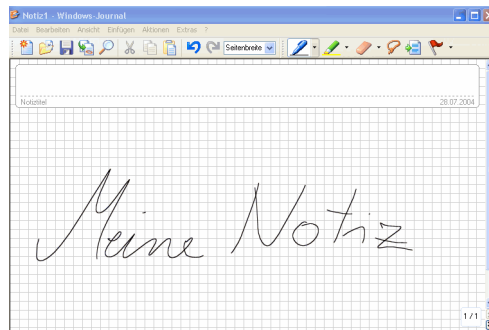 Notiz1 - Windows-Journal
Datei Bearbeiten Ansicht Einfügen Aktionen Extras ?
Seitenbreite
Notiztitel 28.07.2004
Meine Notiz
1 / 1